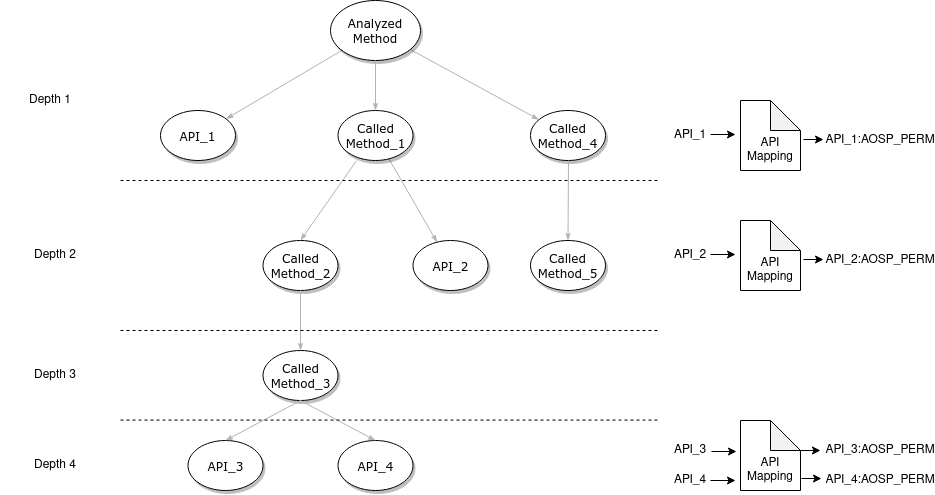 Analyzed
Method
Depth 1
API_1
Called
Method_1
Called
Method_4
API_1
API
Mapping
API_1:AOSP_PERM
Depth 2
Called
Method_2
API_2
Called
Method_5
API_2
API
Mapping
API_2:AOSP_PERM
Depth 3
Called
Method_3
Depth 4
API_3
API_4
API_3
API_4
API
Mapping
API_3:AOSP_PERM
API_4:AOSP_PERM